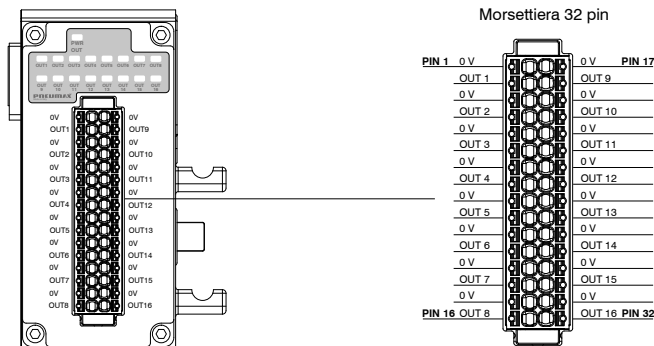 Morsettiera 32 pin
PWR
OUT
OUT1 OUT2 OUT3 OUT4 OUT5 OUT6 OUT7 OUT8
OUT 9 OUT 10 OUT 11 OUT 12 OUT 13 OUT 14 OUT 15 OUT 16
PNEUMAX
0V 0V
OUT1 OUT9
0V 0V
OUT2 OUT10
0V 0V
OUT3 OUT11
0V 0V
OUT4 OUT12
0V 0V
OUT5 OUT13
0V 0V
OUT6 OUT14
0V 0V
OUT7 OUT15
0V 0V
OUT8 OUT16
PIN 1 0 V 0 V PIN 17
OUT 1 OUT 9
0 V 0 V
OUT 2 OUT 10
0 V 0 V
OUT 3 OUT 11
0 V 0 V
OUT 4 OUT 12
0 V 0 V
OUT 5 OUT 13
0 V 0 V
OUT 6 OUT 14
0 V 0 V
OUT 7 OUT 15
0 V 0 V
PIN 16 OUT 8 OUT 16 PIN 32